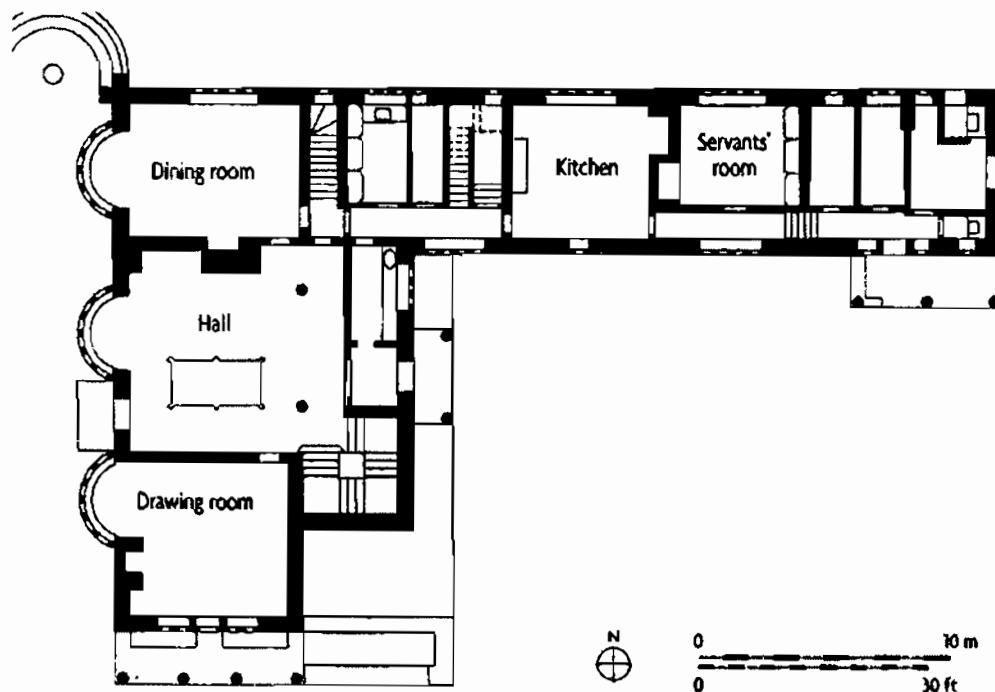 Dining room
Kitchen
Servants'
room
Hall
Drawing room
N
0 10 m
0 30 ft